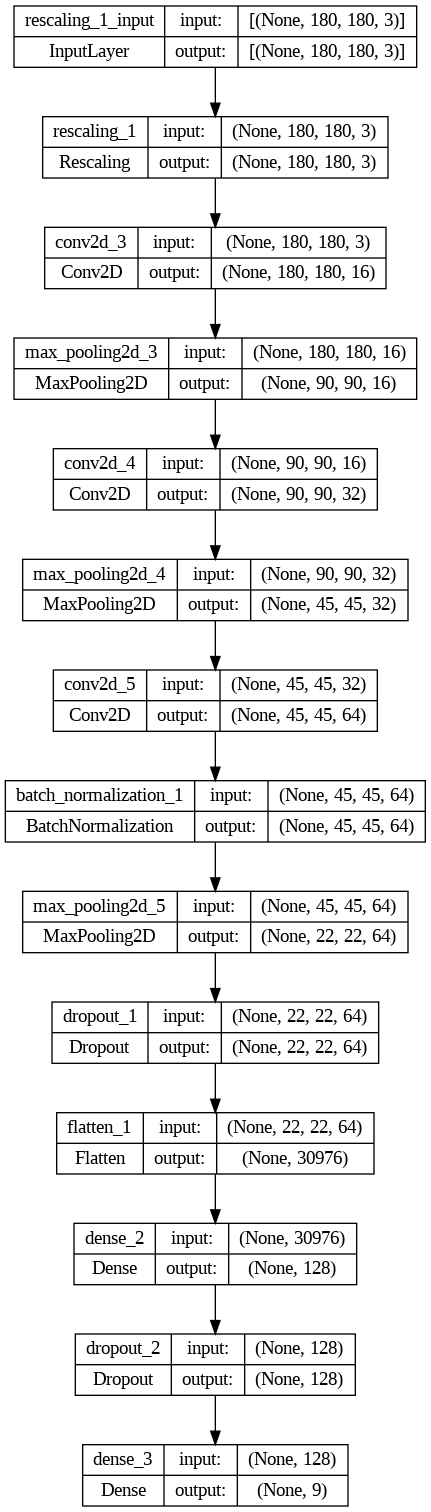 rescaling_1_input input: [(None, 180, 180, 3)]
InputLayer output: [(None, 180, 180, 3)]
rescaling_1 input: (None, 180, 180, 3)
Rescaling output: (None, 180, 180, 3)
conv2d_3 input: (None, 180, 180, 3)
Conv2D output: (None, 180, 180, 16)
max_pooling2d_3 input: (None, 180, 180, 16)
MaxPooling2D output: (None, 90, 90, 16)
conv2d_4 input: (None, 90, 90, 16)
Conv2D output: (None, 90, 90, 32)
max_pooling2d_4 input: (None, 90, 90, 32)
MaxPooling2D output: (None, 45, 45, 32)
conv2d_5 input: (None, 45, 45, 32)
Conv2D output: (None, 45, 45, 64)
batch_normalization_1 input: (None, 45, 45, 64)
BatchNormalization output: (None, 45, 45, 64)
max_pooling2d_5 input: (None, 45, 45, 64)
MaxPooling2D output: (None, 22, 22, 64)
dropout_1 input: (None, 22, 22, 64)
Dropout output: (None, 22, 22, 64)
flatten_1 input: (None, 22, 22, 64)
Flatten output: (None, 30976)
dense_2 input: (None, 30976)
Dense output: (None, 128)
dropout_2 input: (None, 128)
Dropout output: (None, 128)
dense_3 input: (None, 128)
Dense output: (None, 9)